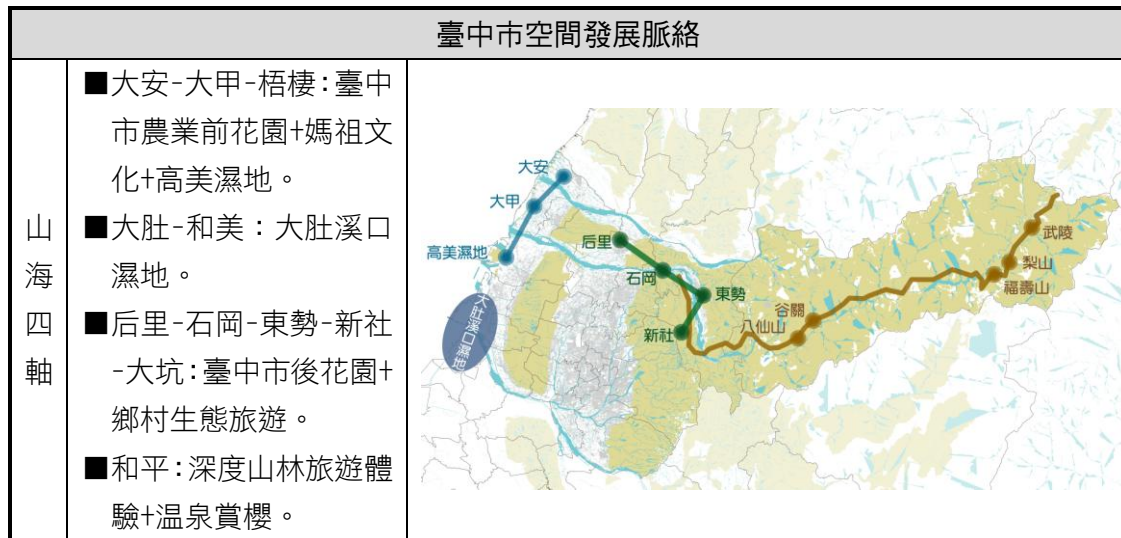 臺中市空間發展脈絡
山
海
四
軸
■大安-大甲-梧棲：臺中
市農業前花園+媽祖文
化+高美濕地。
■大肚-和美：大肚溪口
濕地。
■后里-石岡-東勢-新社
-大坑：臺中市後花園+
鄉村生態旅遊。
■和平：深度山林旅遊體
驗+温泉賞櫻。
大安
大甲
高美濕地
大肚溪口濕地
后里
石岡
東勢
新社
谷關
八仙山
武陵
梨山
福壽山